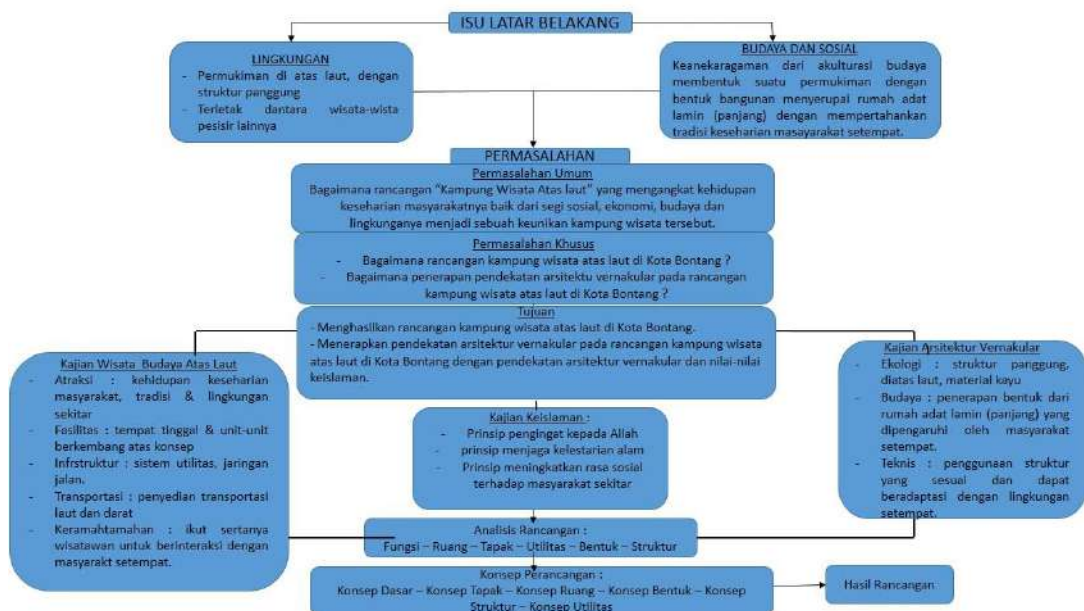 ISU LATAR BELAKANG
LINGKUNGAN
- Permukiman di atas laut, dengan
struktur panggung
- Terletak dantara wisata-wista
pesisir lainnya
BUDAYA DAN SOSIAL
Keanekaragaman dari akulturasi budaya
membentuk suatu permukiman dengan
bentuk bangunan menyerupai rumah adat
lamin (panjang) dengan mempertahankan
tradisi keseharian masayarakat setempat.
PERMASALAHAN
Permasalahan Umum
Bagaimana rancangan "Kampung Wisata Atas laut" yang mengangkat kehidupan
keseharian masyarakatnya baik dari segi sosial, ekonomi, budaya dan
lingkunganya menjadi sebuah keunikan kampung wisata tersebut.
Permasalahan Khusus
- Bagaimana rancangan kampung wisata atas laut di Kota Bontang ?
- Bagaimana penerapan pendekatan arsitektu vernakular pada rancangan
kampung wisata atas laut di Kota Bontang ?
Tujuan
- Menghasilkan rancangan kampung wisata atas laut di Kota Bontang.
- Menerapkan pendekatan arsitektur vernakular pada rancangan kampung wisata
atas laut di Kota Bontang dengan pendekatan arsitektur vernakular dan nilai-nilai
keislaman.
Kajian Wisata Budaya Atas Laut
- Atraksi : kehidupan keseharian
masyarakat, tradisi & lingkungan
sekitar
- Fasilitas : tempat tinggal & unit-unit
berkembang atas konsep
- Infrstruktur : sistem utilitas, jaringan
jalan.
- Transportasi : penyedian transportasi
laut dan darat
- Keramahtamahan : ikut sertanya
wisatawan untuk berinteraksi dengan
masyarakt setempat.
Kajian Keislaman :
- Prinsip pengingat kepada Allah
- prinsip menjaga kelestarian alam
- Prinsip meningkatkan rasa sosial
terhadap masyarakat sekitar
Kajian Arsitektur Vernakular
- Ekologi : struktur panggung,
diatas laut, material kayu
- Budaya : penerapan bentuk dari
rumah adat lamin (panjang) yang
dipengaruhi oleh masyarakat
setempat.
- Teknis : penggunaan struktur
yang sesuai dan dapat
beradaptasi dengan lingkungan
setempat.
Analisis Rancangan :
Fungsi – Ruang – Tapak – Utilitas – Bentuk – Struktur
Konsep Perancangan :
Konsep Dasar – Konsep Tapak – Konsep Ruang – Konsep Bentuk – Konsep
Struktur – Konsep Utilitas
Hasil Rancangan